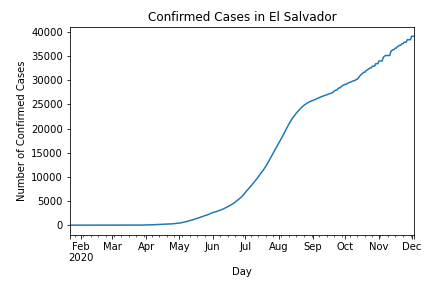 Confirmed Cases in El Salvador
40000
35000
30000
25000
20000
15000
10000
5000
0
Number of Confirmed Cases
Feb Mar Apr May Jun Jul Aug Sep Oct Nov Dec
2020
Day